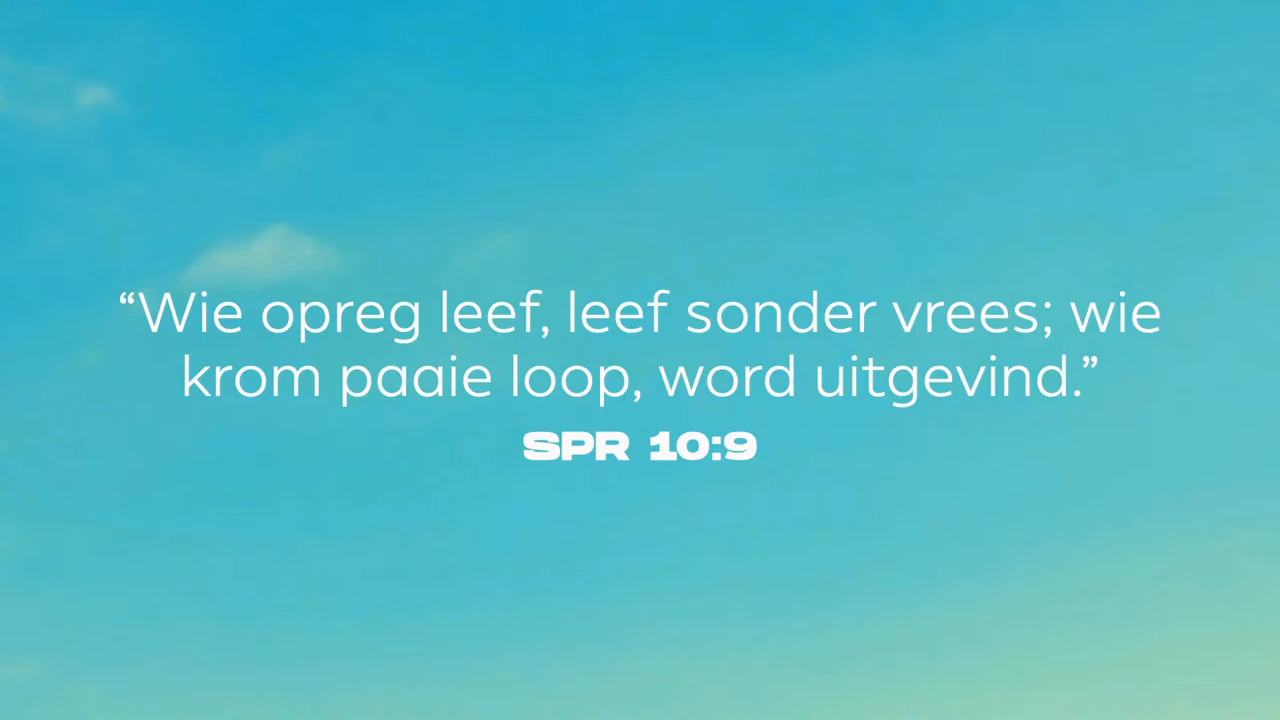 “Wie opreg leef, leef sonder vrees; wie
krom paaie loop, word uitgevind.”
SPR 10:9